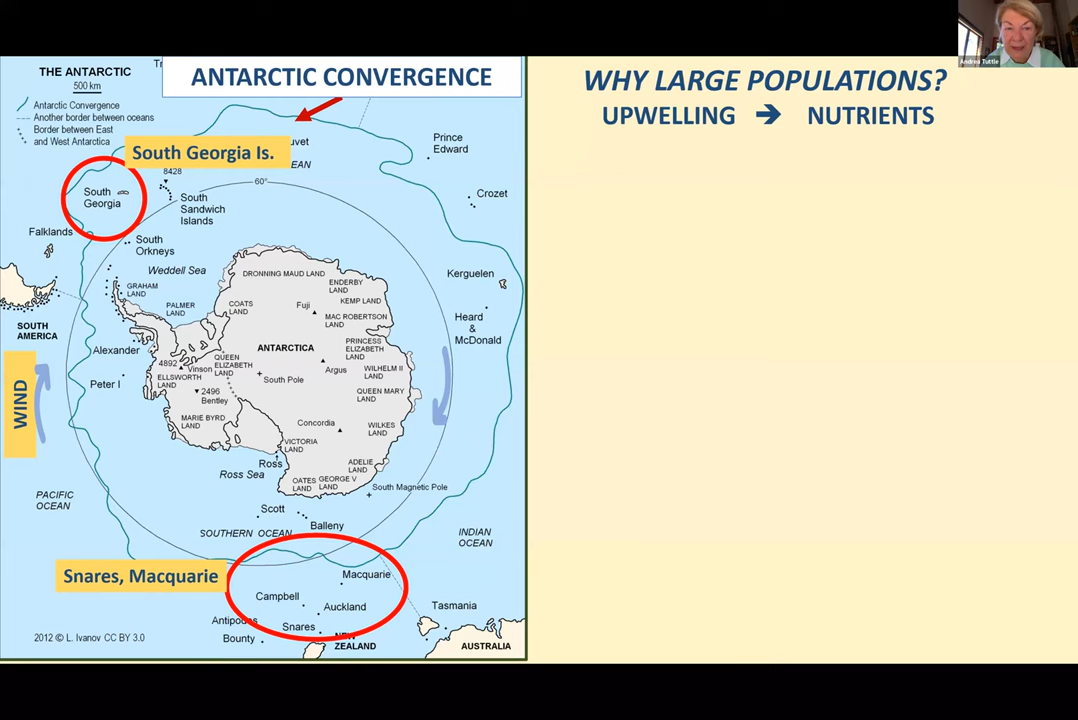 THE ANTARCTIC
500 km
Antarctic Convergence
Another border between oceans
Border between East
and West Antarctica
ANTARCTIC CONVERGENCE
WHY LARGE POPULATIONS?
UPWELLING → NUTRIENTS
Andrea Tuttle
South Georgia Is.
8428
60°
Prince
Edward
South
Georgia
South
Sandwich
Islands
Crozet
Falklands
South
Orkneys
Weddell Sea
DRONNING MAUD LAND
ENDERBY
LAND
Kerguelen
GRAHAM
LAND
PALMER
LAND
COATS
LAND
Fuji
KEMP LAND
MAC ROBERTSON
LAND
Heard
&
McDonald
SOUTH
AMERICA
Alexander
ANTARCTICA
PRINCESS
ELIZABETH
LAND
4892
Vinson
QUEEN
ELIZABETH
LAND
Argus
WILHELM II
LAND
Peter I
ELLSWORTH
LAND
South Pole
2496
Bentley
QUEEN MARY
LAND
WIND
MARIE BYRD
LAND
Concordia
WILKES
LAND
VICTORIA
LAND
Ross
Ross Sea
ADELIE
LAND
OATES
LAND
GEORGE V
LAND
South Magnetic Pole
PACIFIC
OCEAN
Scott
Balleny
SOUTHERN OCEAN
INDIAN
OCEAN
Snares, Macquarie
Macquarie
Campbell
Auckland
Tasmania
Antipodes
Snares
Bounty
NEW
ZEALAND
AUSTRALIA
2012 © L. Ivanov CC BY 3.0